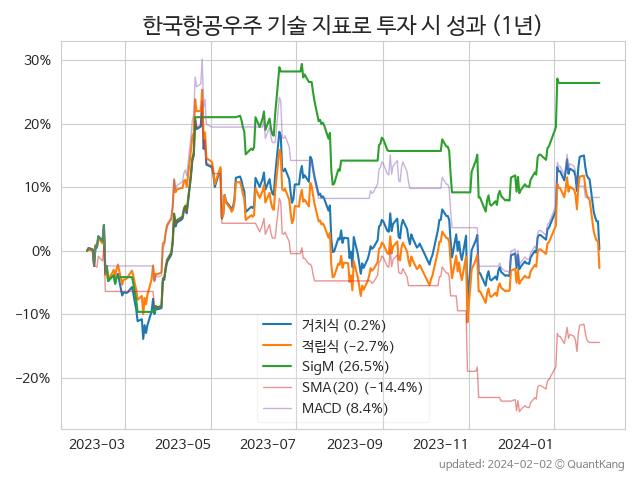 한국항공우주 기술 지표로 투자 시 성과 (1년)
30%
20%
10%
0%
−10%
−20%
거치식 (0.2%)
적립식 (−2.7%)
SigM (26.5%)
SMA(20) (−14.4%)
MACD (8.4%)
2023-03 2023-05 2023-07 2023-09 2023-11 2024-01
updated: 2024-02-02 © QuantKang